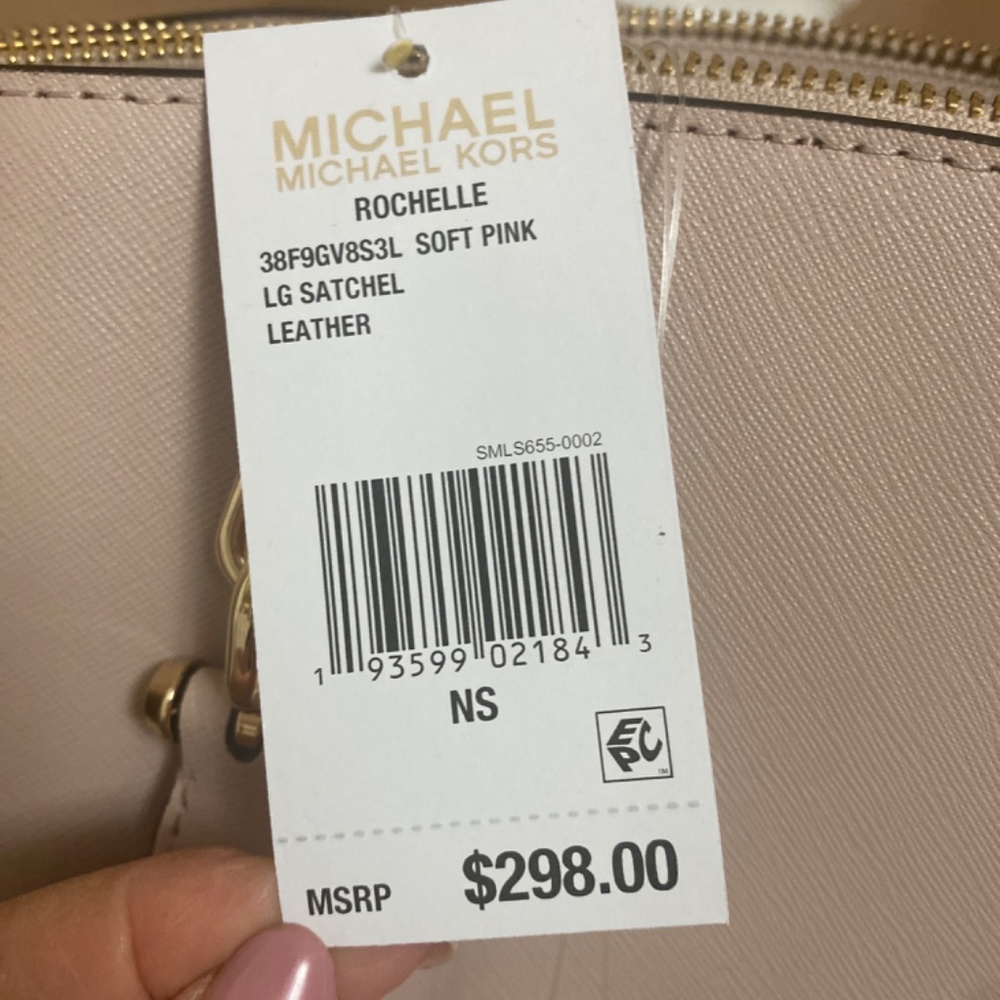 MICHAEL
MICHAEL KORS
ROCHELLE
38F9GV8S3L SOFT PINK
LG SATCHEL
LEATHER
SMLS655-0002
1 93599 02184 3
NS
EPC
TM
MSRP $298.00